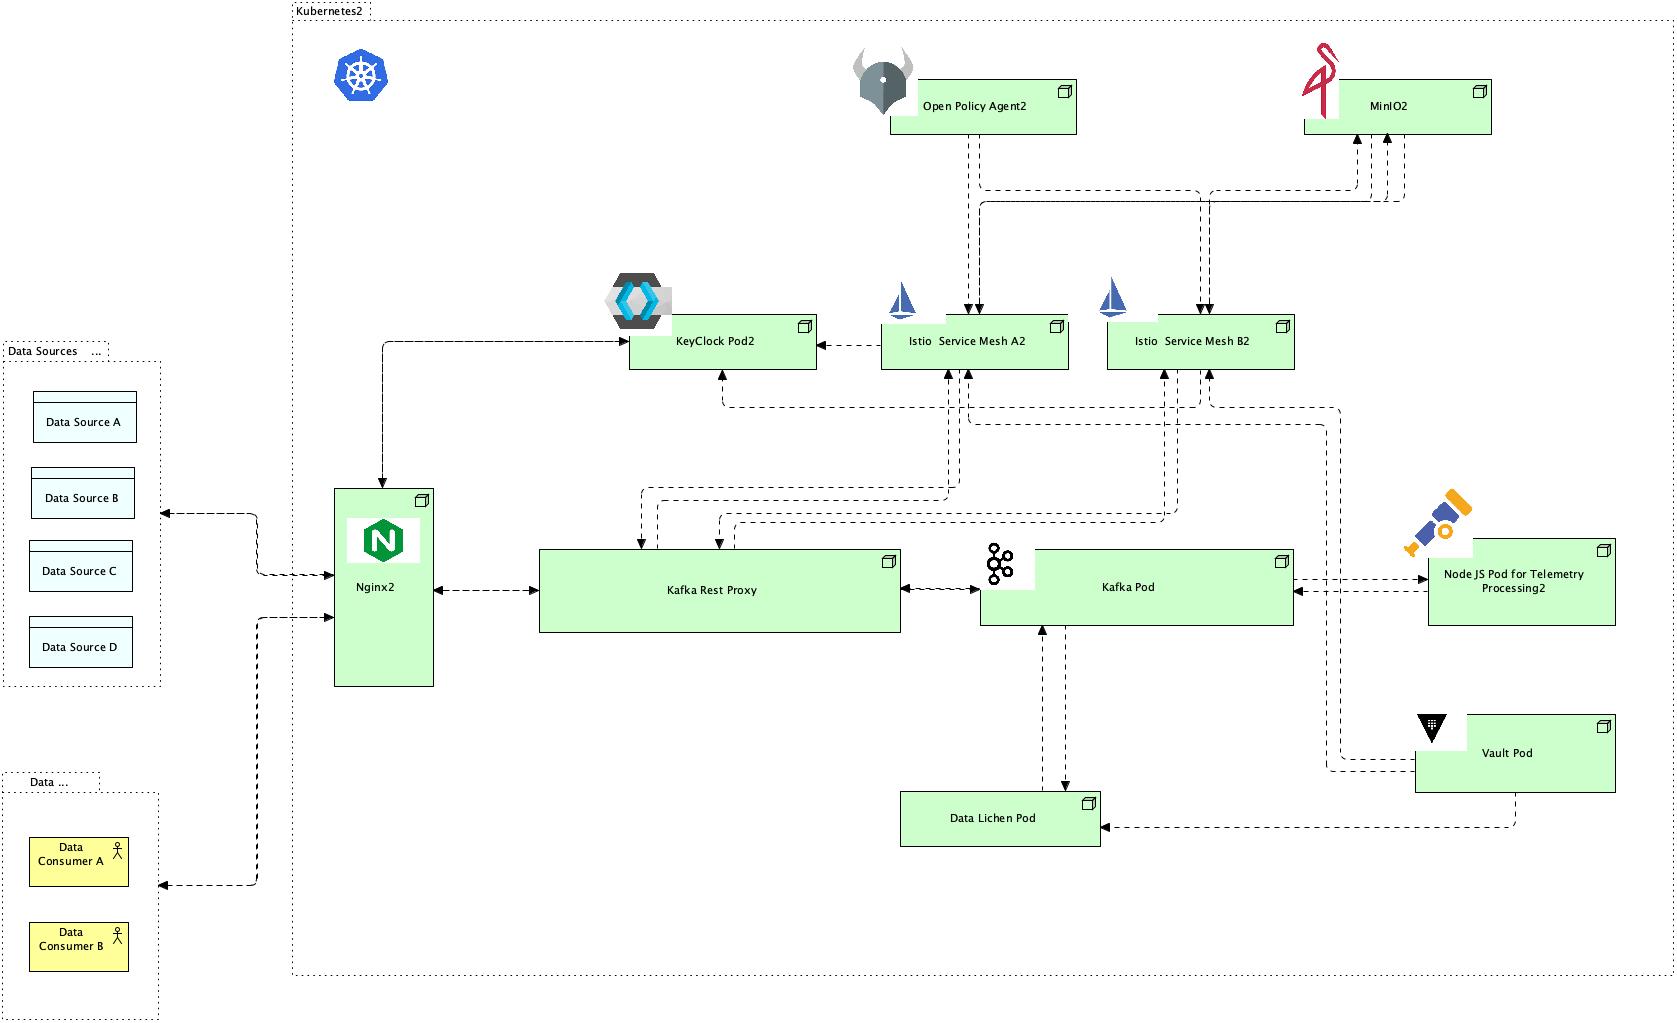 Kubernetes2
Open Policy Agent2
MinIO2
KeyClock Pod2
Istio  Service Mesh A2
Istio  Service Mesh B2
Data Sources ...
Data Source A
Data Source B
Data Source C
Data Source D
N
Nginx2
Kafka Rest Proxy
Kafka Pod
Node JS Pod for Telemetry
Processing2
Vault Pod
Data Lichen Pod
Data ...
Data
Consumer A
Data
Consumer B